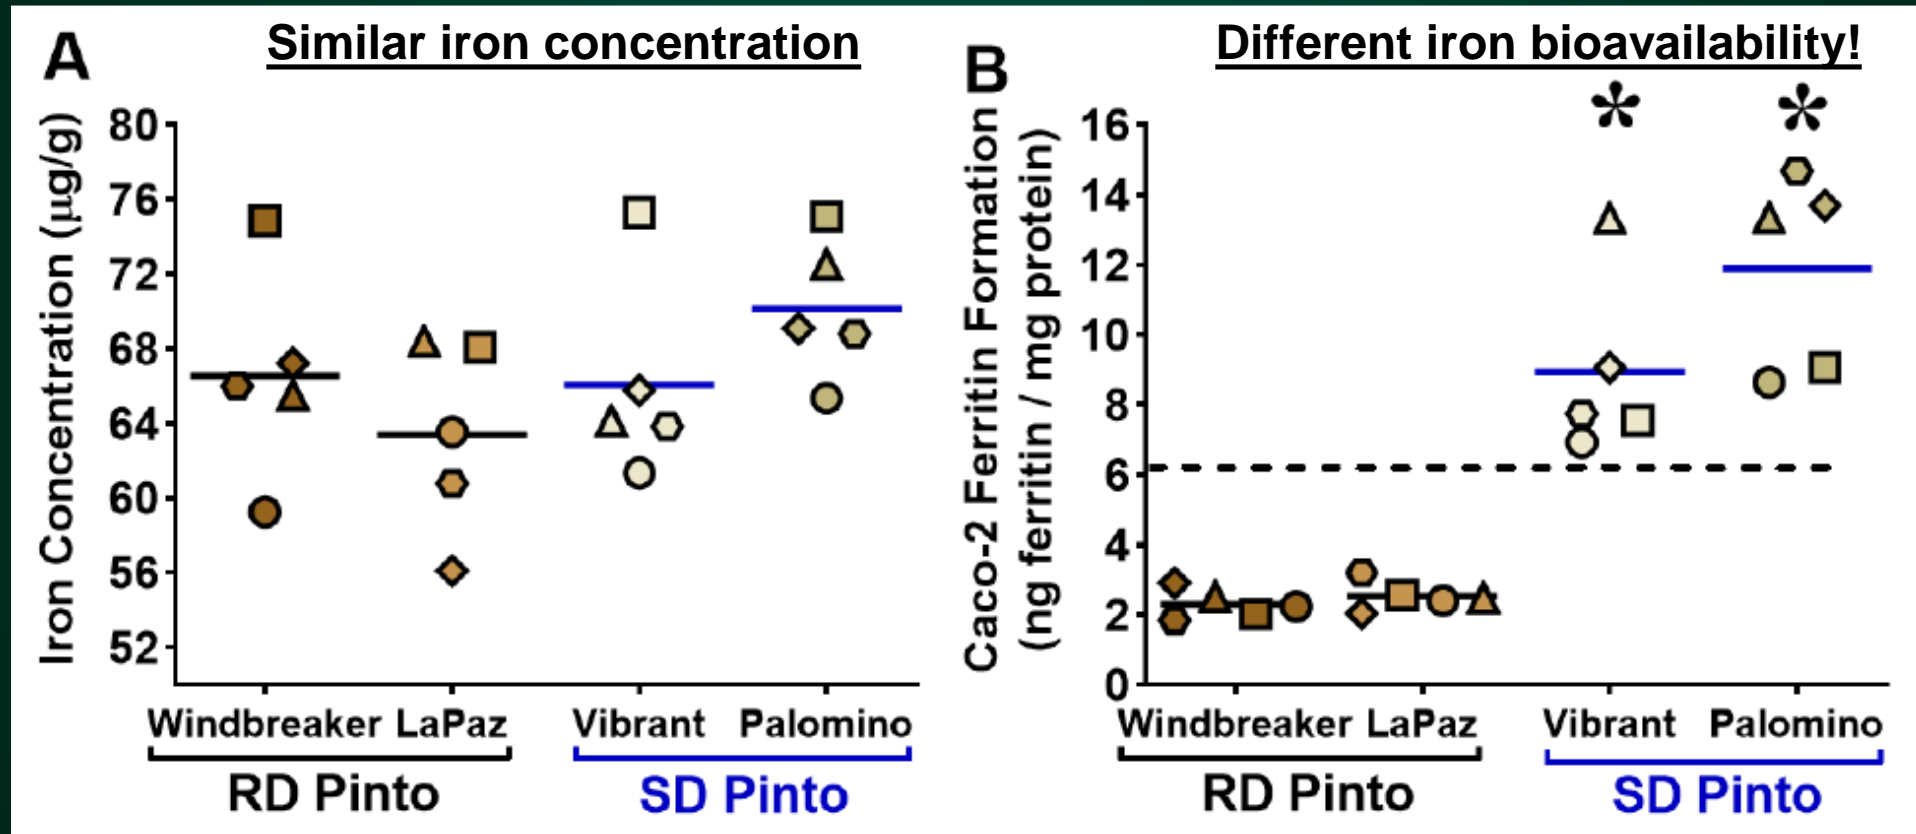 A
Similar iron concentration
Iron Concentration (µg/g)
80
76
72
68
64
60
56
52
Windbreaker LaPaz Vibrant Palomino
RD Pinto SD Pinto
B
Different iron bioavailability!
Caco-2 Ferritin Formation
(ng ferritin / mg protein)
* *
16
14
12
10
8
6
4
2
0
Windbreaker LaPaz Vibrant Palomino
RD Pinto SD Pinto